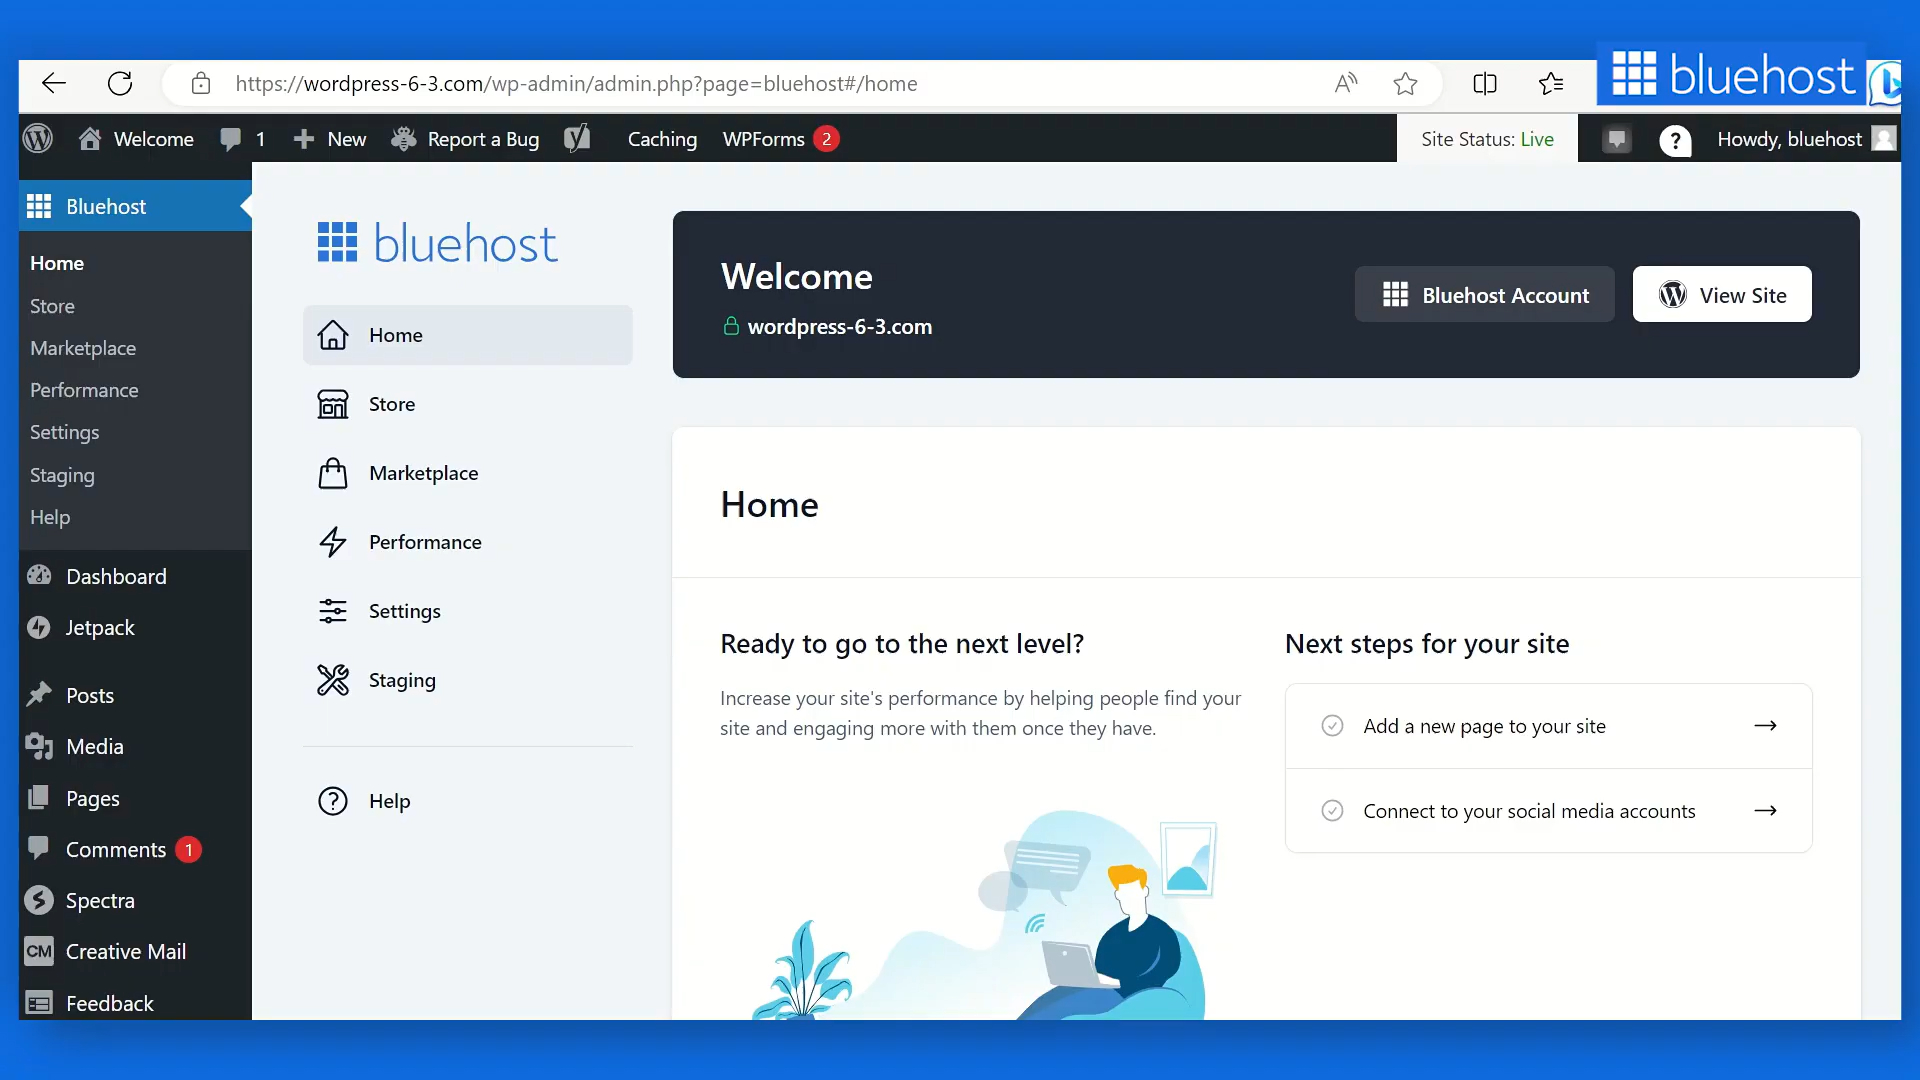 https://wordpress-6-3.com/wp-admin/admin.php?page=bluehost#/home
bluehost
Welcome 1 New Report a Bug Caching WPForms 2 Site Status: Live ? Howdy, bluehost
Bluehost
Home
Store
Marketplace
Performance
Settings
Staging
Help
Dashboard
Jetpack
Posts
Media
Pages
Comments 1
Spectra
CM Creative Mail
Feedback
bluehost
Home
Store
Marketplace
Performance
Settings
Staging
Help
Welcome
wordpress-6-3.com
Bluehost Account
View Site
Home
Ready to go to the next level?
Increase your site's performance by helping people find your
site and engaging more with them once they have.
Next steps for your site
Add a new page to your site
Connect to your social media accounts